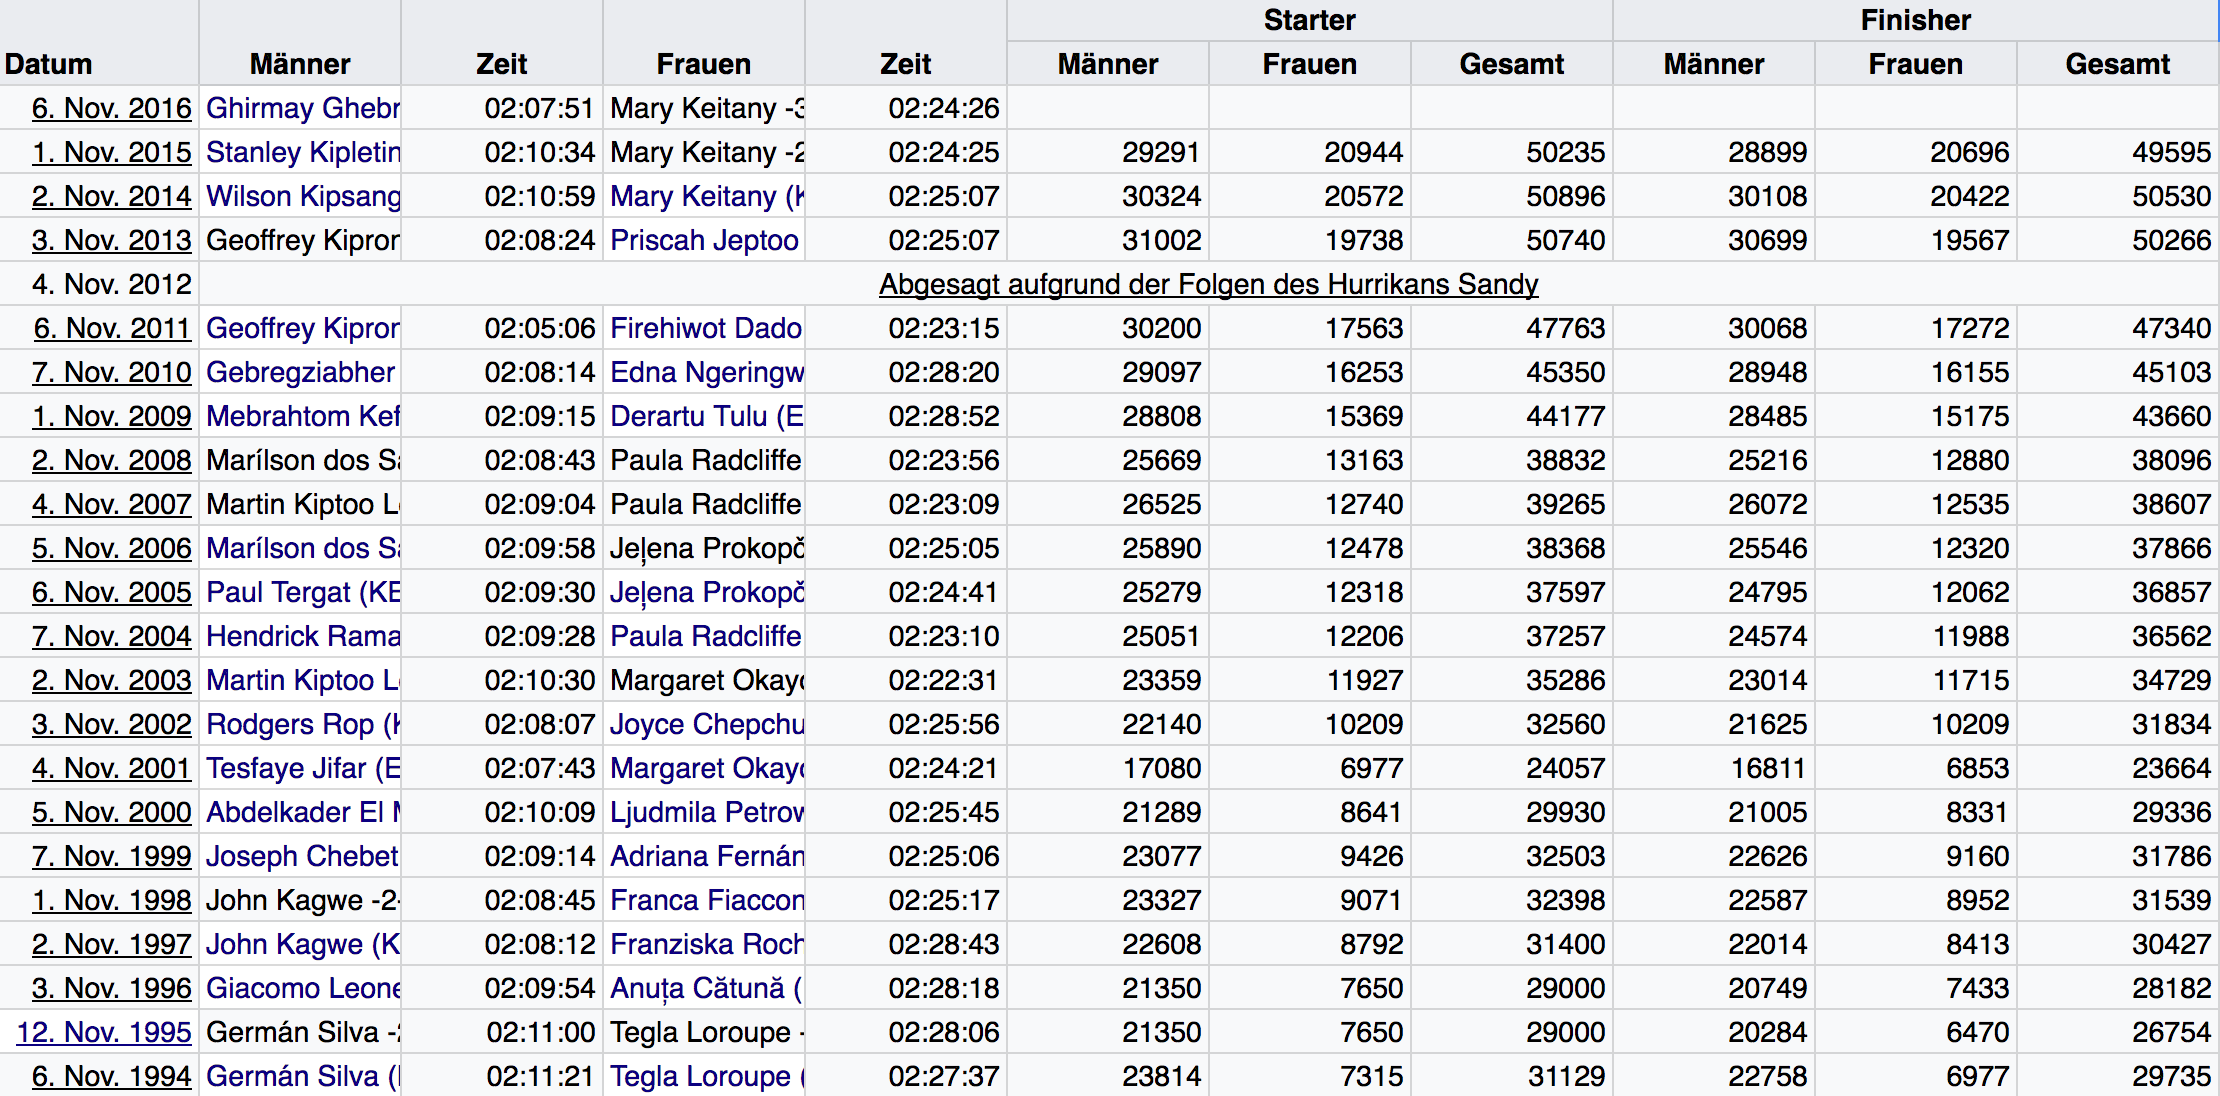 Starter Finisher
Datum Männer Zeit Frauen Zeit Männer Frauen Gesamt Männer Frauen Gesamt
6. Nov. 2016 Ghirmay Ghebr 02:07:51 Mary Keitany -3 02:24:26
1. Nov. 2015 Stanley Kipletin 02:10:34 Mary Keitany -2 02:24:25 29291 20944 50235 28899 20696 49595
2. Nov. 2014 Wilson Kipsang 02:10:59 Mary Keitany (K 02:25:07 30324 20572 50896 30108 20422 50530
3. Nov. 2013 Geoffrey Kipror 02:08:24 Priscah Jeptoo 02:25:07 31002 19738 50740 30699 19567 50266
4. Nov. 2012 Abgesagt aufgrund der Folgen des Hurrikans Sandy
6. Nov. 2011 Geoffrey Kipror 02:05:06 Firehiwot Dado 02:23:15 30200 17563 47763 30068 17272 47340
7. Nov. 2010 Gebregziabher 02:08:14 Edna Ngeringw 02:28:20 29097 16253 45350 28948 16155 45103
1. Nov. 2009 Mebrahtom Kef 02:09:15 Derartu Tulu (E 02:28:52 28808 15369 44177 28485 15175 43660
2. Nov. 2008 Marílson dos Sa 02:08:43 Paula Radcliffe 02:23:56 25669 13163 38832 25216 12880 38096
4. Nov. 2007 Martin Kiptoo L 02:09:04 Paula Radcliffe 02:23:09 26525 12740 39265 26072 12535 38607
5. Nov. 2006 Marílson dos Sa 02:09:58 Jeļena Prokopč 02:25:05 25890 12478 38368 25546 12320 37866
6. Nov. 2005 Paul Tergat (KE 02:09:30 Jeļena Prokopč 02:24:41 25279 12318 37597 24795 12062 36857
7. Nov. 2004 Hendrick Rama 02:09:28 Paula Radcliffe 02:23:10 25051 12206 37257 24574 11988 36562
2. Nov. 2003 Martin Kiptoo L 02:10:30 Margaret Okayo 02:22:31 23359 11927 35286 23014 11715 34729
3. Nov. 2002 Rodgers Rop (K 02:08:07 Joyce Chepchu 02:25:56 22140 10209 32560 21625 10209 31834
4. Nov. 2001 Tesfaye Jifar (E 02:07:43 Margaret Okayo 02:24:21 17080 6977 24057 16811 6853 23664
5. Nov. 2000 Abdelkader El M 02:10:09 Ljudmila Petrow 02:25:45 21289 8641 29930 21005 8331 29336
7. Nov. 1999 Joseph Chebet 02:09:14 Adriana Fernán 02:25:06 23077 9426 32503 22626 9160 31786
1. Nov. 1998 John Kagwe -2- 02:08:45 Franca Fiaccon 02:25:17 23327 9071 32398 22587 8952 31539
2. Nov. 1997 John Kagwe (K 02:08:12 Franziska Roch 02:28:43 22608 8792 31400 22014 8413 30427
3. Nov. 1996 Giacomo Leone 02:09:54 Anuța Cătună ( 02:28:18 21350 7650 29000 20749 7433 28182
12. Nov. 1995 Germán Silva -2 02:11:00 Tegla Loroupe - 02:28:06 21350 7650 29000 20284 6470 26754
6. Nov. 1994 Germán Silva ( 02:11:21 Tegla Loroupe ( 02:27:37 23814 7315 31129 22758 6977 29735